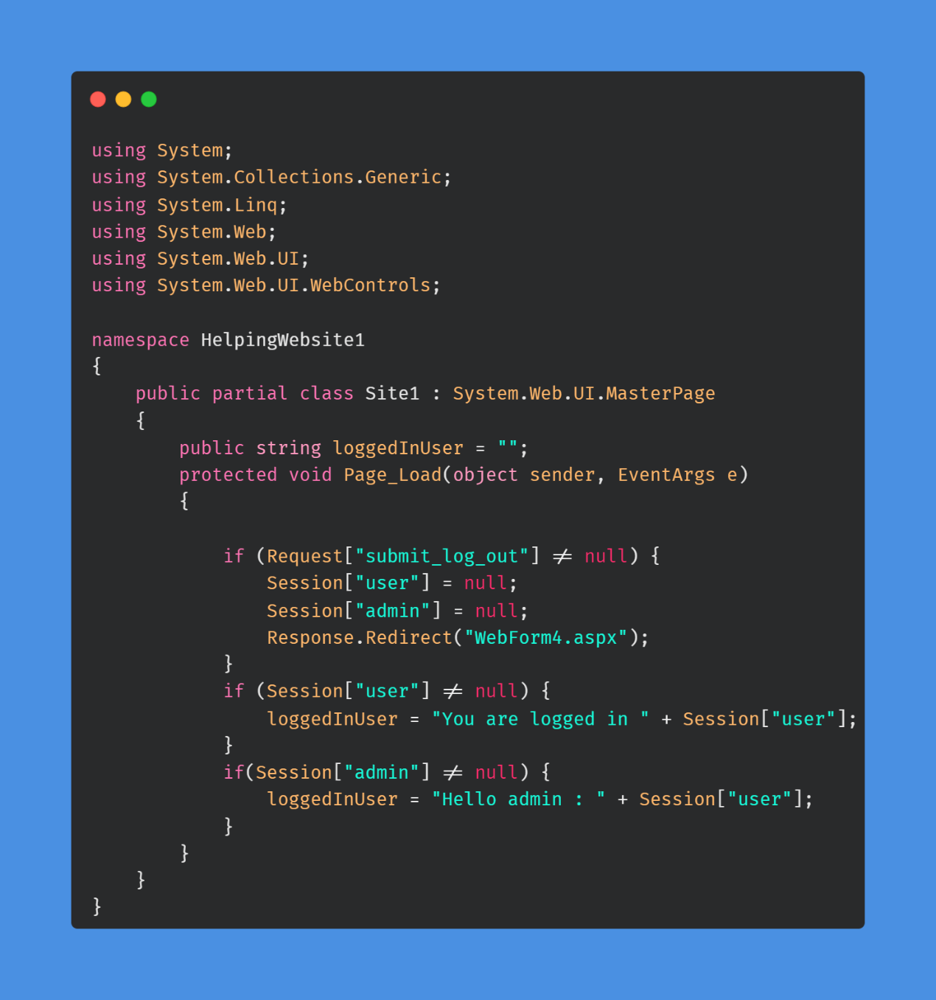 using System;
using System.Collections.Generic;
using System.Linq;
using System.Web;
using System.Web.UI;
using System.Web.UI.WebControls;

namespace HelpingWebsite1
{
    public partial class Site1 : System.Web.UI.MasterPage
    {
        public string loggedInUser = "";
        protected void Page_Load(object sender, EventArgs e)
        {

            if (Request["submit_log_out"] != null) {
                Session["user"] = null;
                Session["admin"] = null;
                Response.Redirect("WebForm4.aspx");
            }
            if (Session["user"] != null) {
                loggedInUser = "You are logged in " + Session["user"];
            }
            if(Session["admin"] != null) {
                loggedInUser = "Hello admin : " + Session["user"];
            }
        }
    }
}